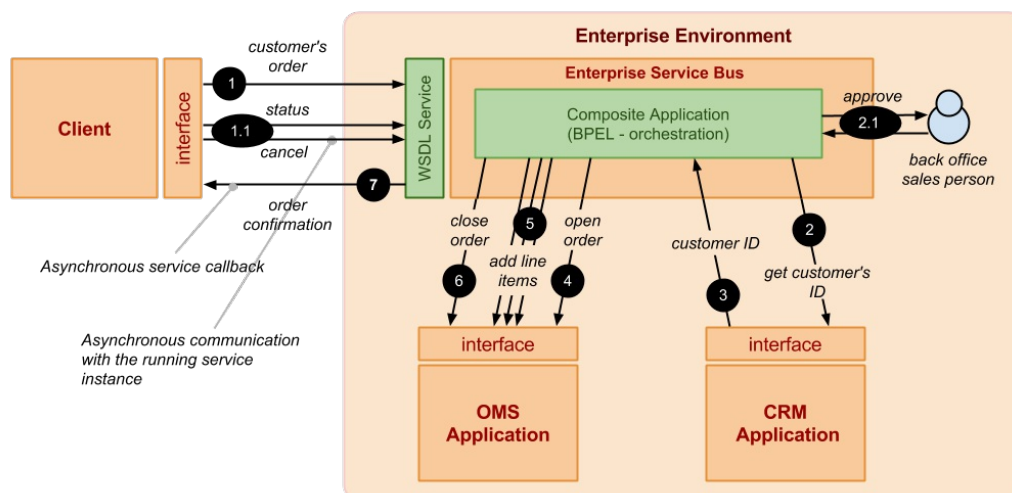 Enterprise Environment
customer's
order
1
Client
interface
status
1.1
cancel
WSDL Service
Enterprise Service Bus
Composite Application
(BPEL - orchestration)
approve
2.1
back office
sales person
7
order
confirmation
Asynchronous service callback
Asynchronous communication
with the running service
instance
close
order
6
5
add line
items
open
order
4
customer ID
3
2
get customer's
ID
interface
OMS
Application
interface
CRM
Application